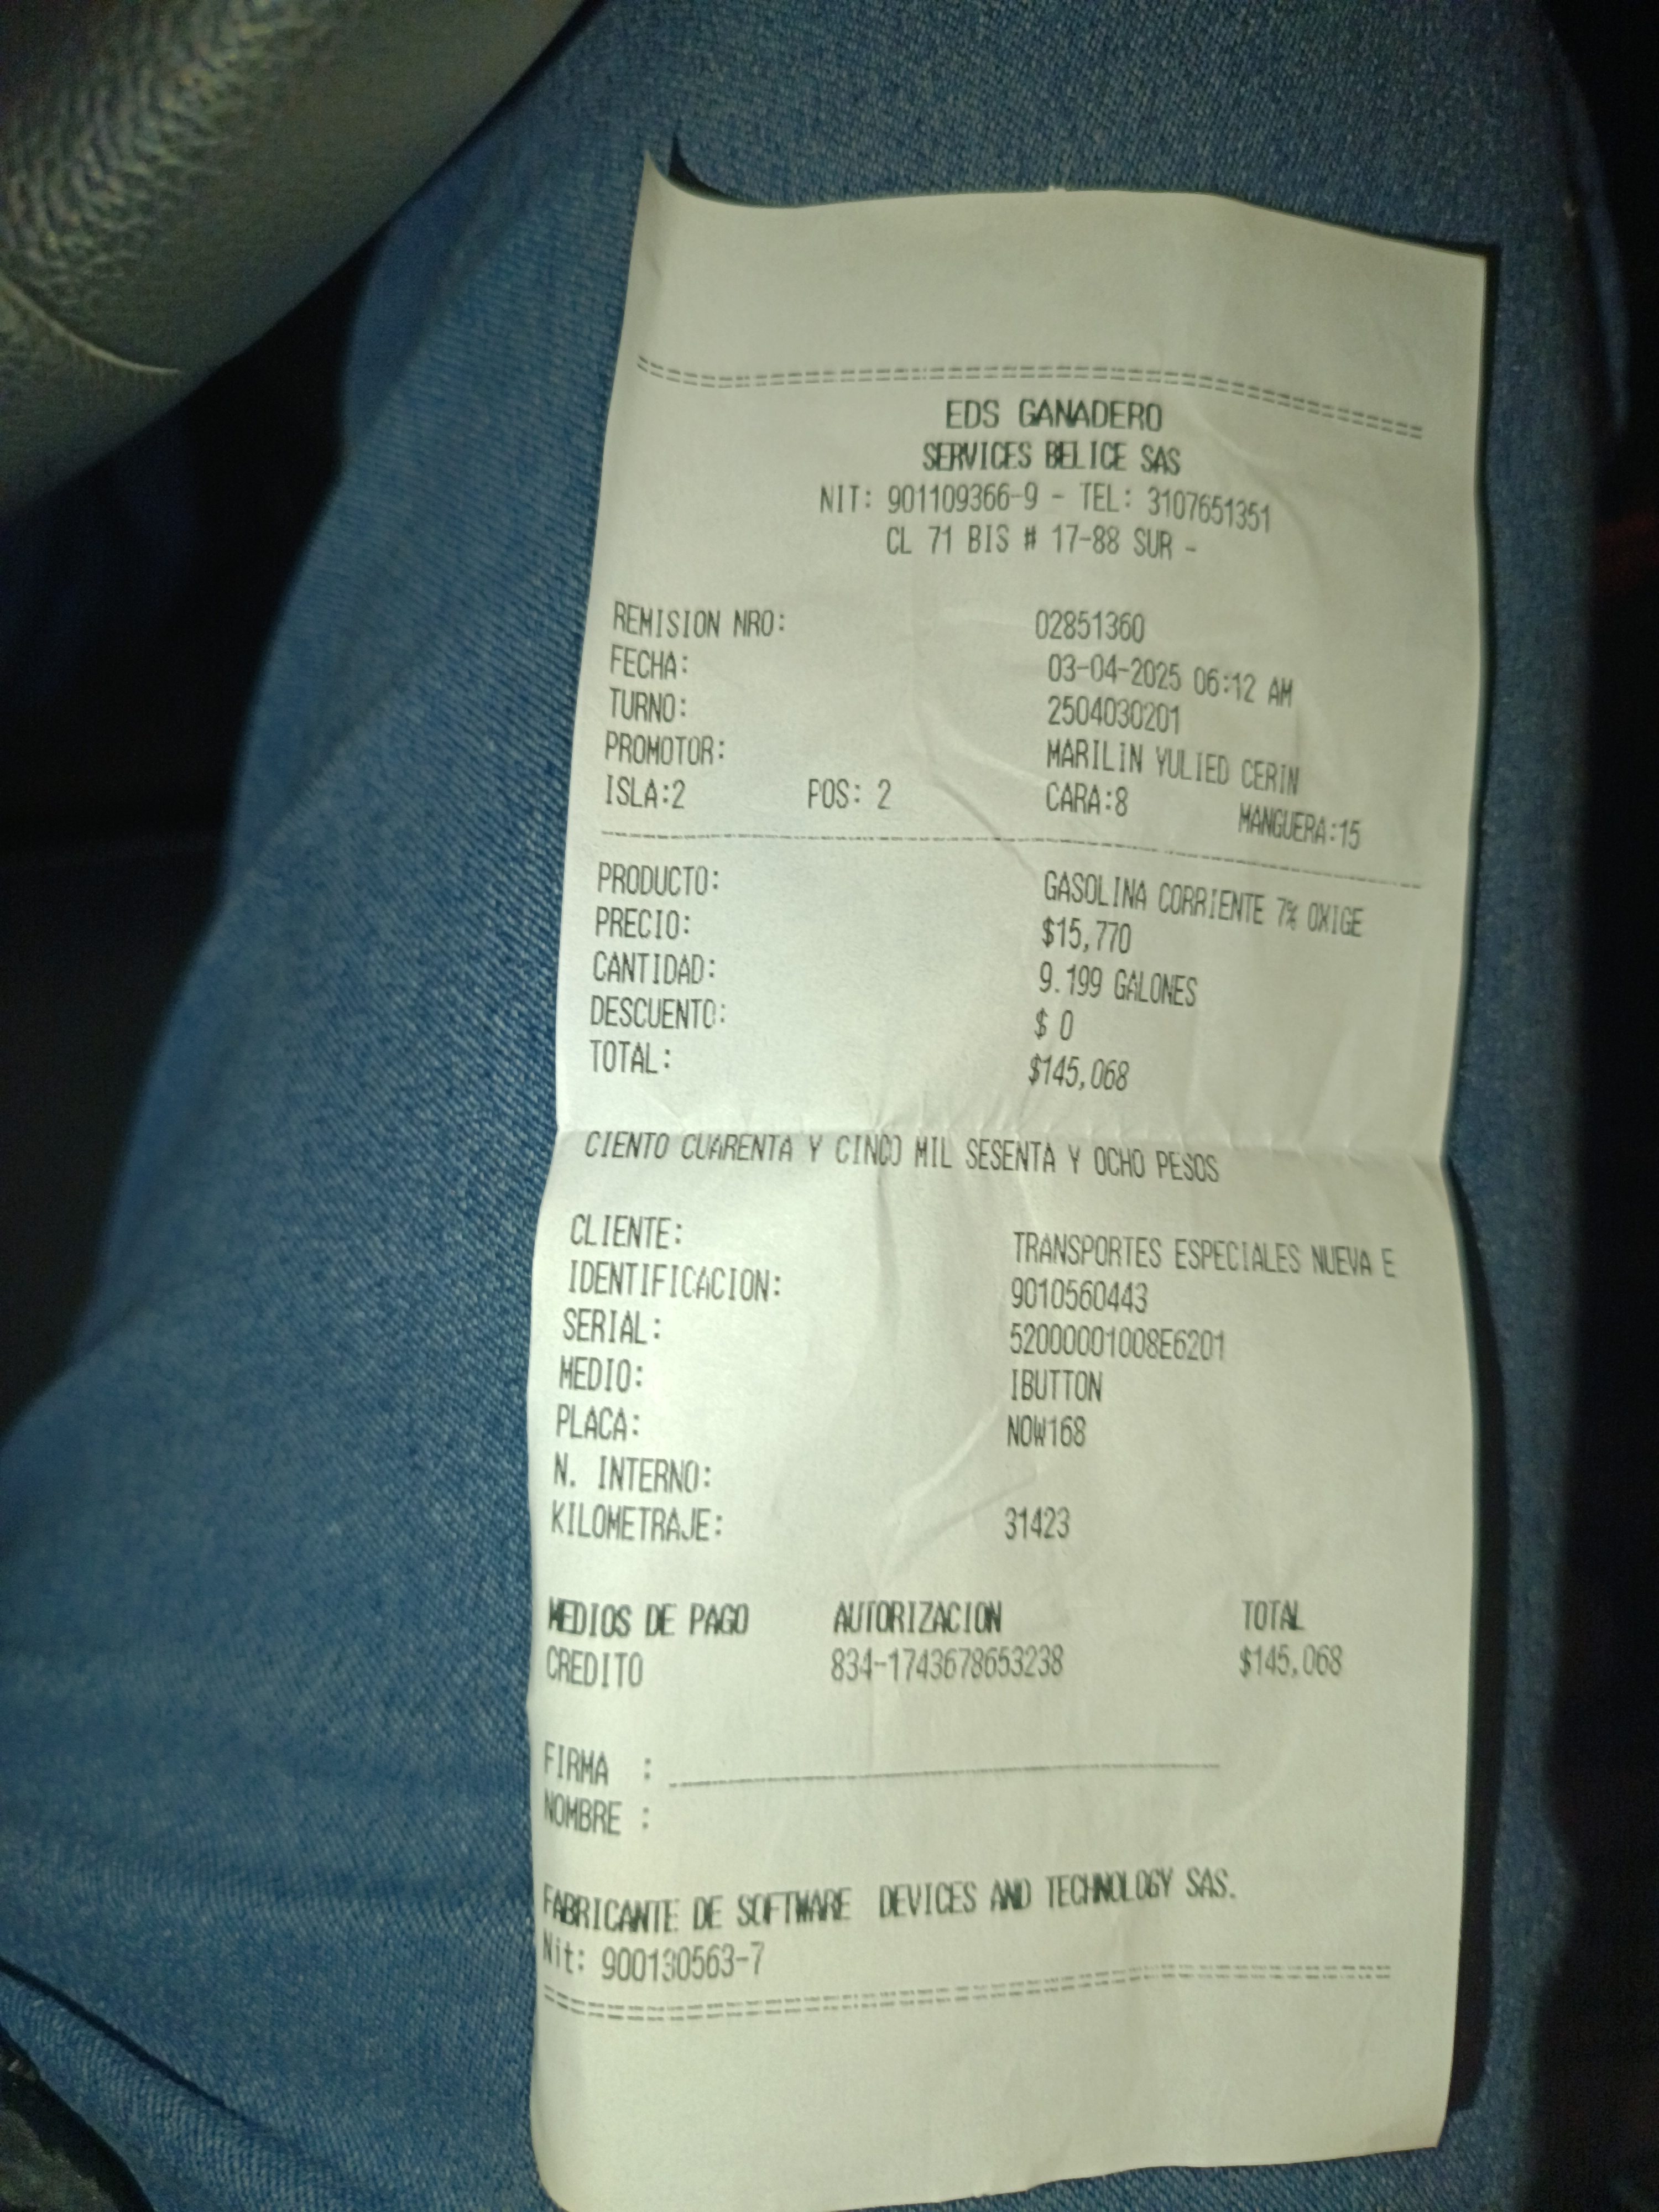 EDS GANADERO
SERVICES BELICE SAS
NIT: 901109366-9 - TEL: 3107651351
CL 71 BIS # 17-88 SUR -
REMISION NRO: 02851360
FECHA: 03-04-2025 06:12 AM
TURNO: 2504030201
PROMOTOR: MARILIN YULIED CERIN
ISLA:2 POS: 2 CARA:8 MANGUERA:15
PRODUCTO: GASOLINA CORRIENTE 7% OXIGE
PRECIO: $15,770
CANTIDAD: 9.199 GALONES
DESCUENTO: $ 0
TOTAL: $145,068
CIENTO CUARENTA Y CINCO MIL SESENTA Y OCHO PESOS
CLIENTE: TRANSPORTES ESPECIALES NUEVA E
IDENTIFICACION: 9010560443
SERIAL: 52000001008E6201
MEDIO: IBUTTON
PLACA: NOW168
N. INTERNO:
KILOMETRAJE: 31423
MEDIOS DE PAGO AUTORIZACION TOTAL
CREDITO 834-1743678653238 $145,068
FIRMA :
NOMBRE :
FABRICANTE DE SOFTWARE DEVICES AND TECHNOLOGY SAS.
Nit: 900130563-7